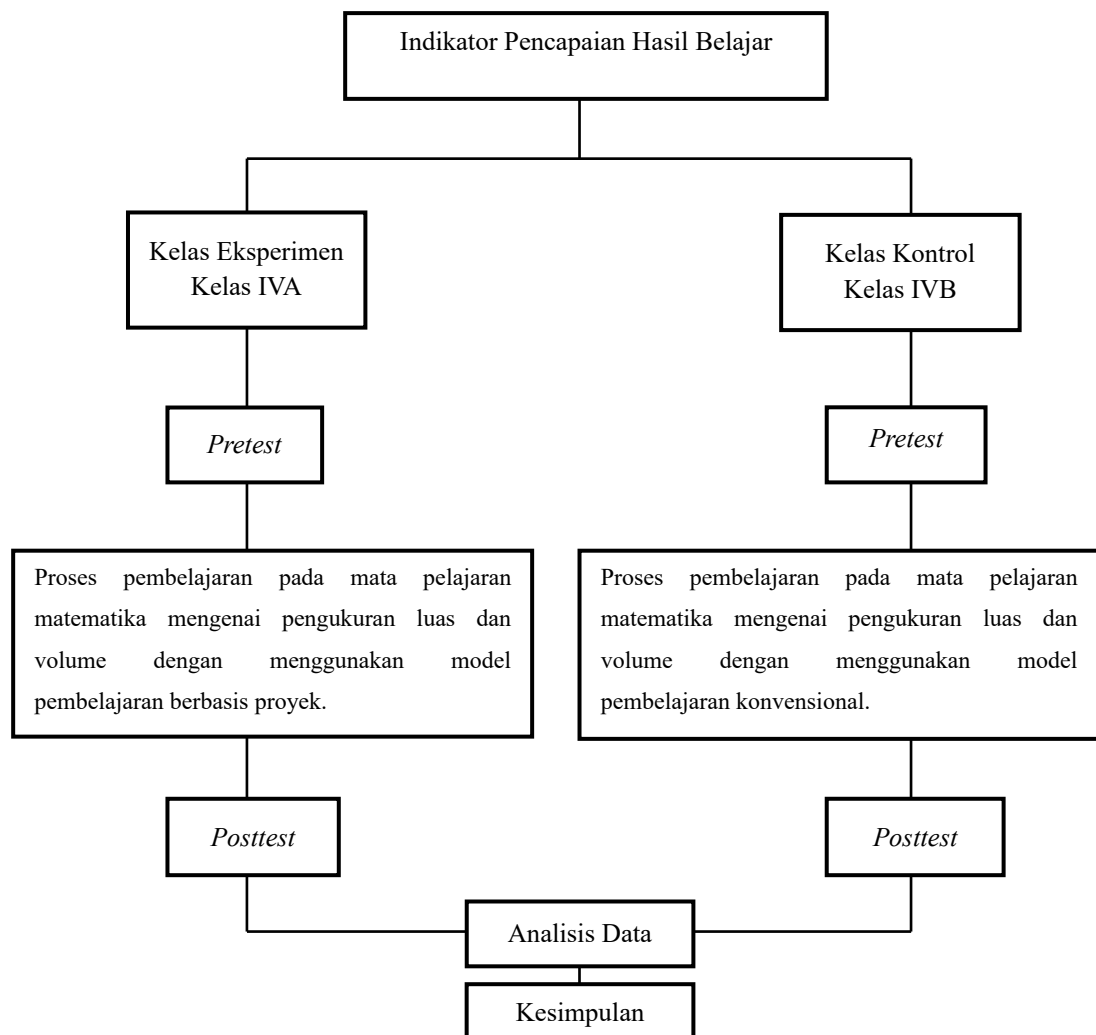 Indikator Pencapaian Hasil Belajar
Kelas Eksperimen
Kelas IVA
Kelas Kontrol
Kelas IVB
Pretest
Pretest
Proses pembelajaran pada mata pelajaran
matematika mengenai pengukuran luas dan
volume dengan menggunakan model
pembelajaran berbasis proyek.
Proses pembelajaran pada mata pelajaran
matematika mengenai pengukuran luas dan
volume dengan menggunakan model
pembelajaran konvensional.
Posttest
Posttest
Analisis Data
Kesimpulan